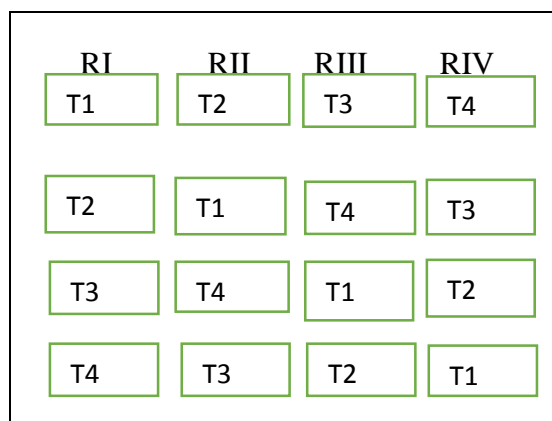 RI RII RIII RIV
T1 T2 T3 T4
T2 T1 T4 T3
T3 T4 T1 T2
T4 T3 T2 T1